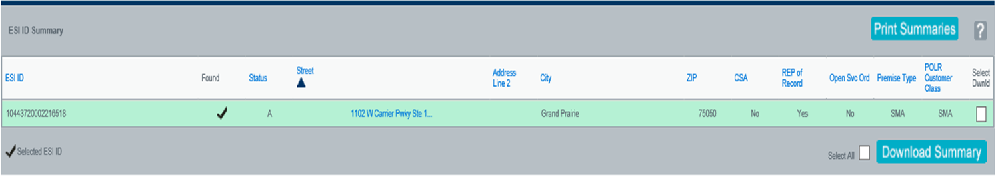 ESI ID Summary
Print Summaries
?
ESI ID Found Status Street Address Line 2 City ZIP CSA REP of Record Open Svc Ord Premise Type POLR Customer Class Select Dwnld
10443720002216518 A 1102 W Carrier Pwky Ste 1... Grand Prairie 75050 No Yes No SMA SMA
Selected ESI ID
Select All
Download Summary